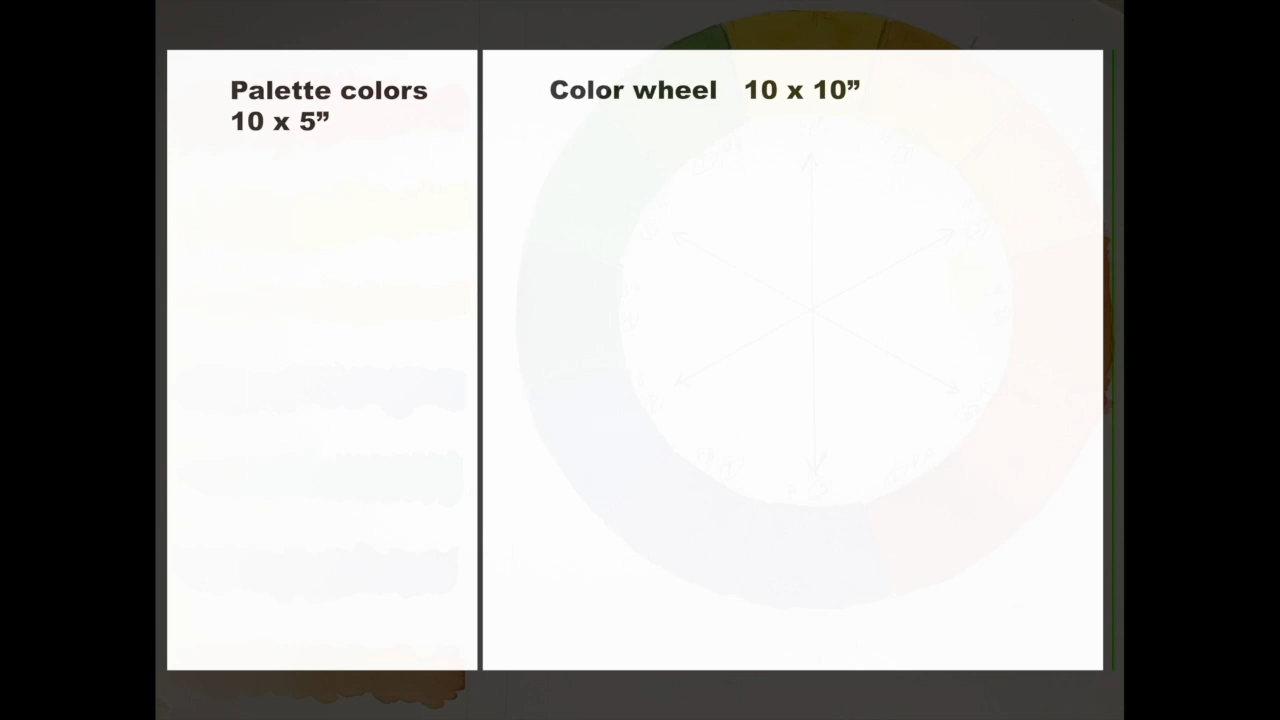 Palette colors
10 x 5”
Color wheel 10 x 10”